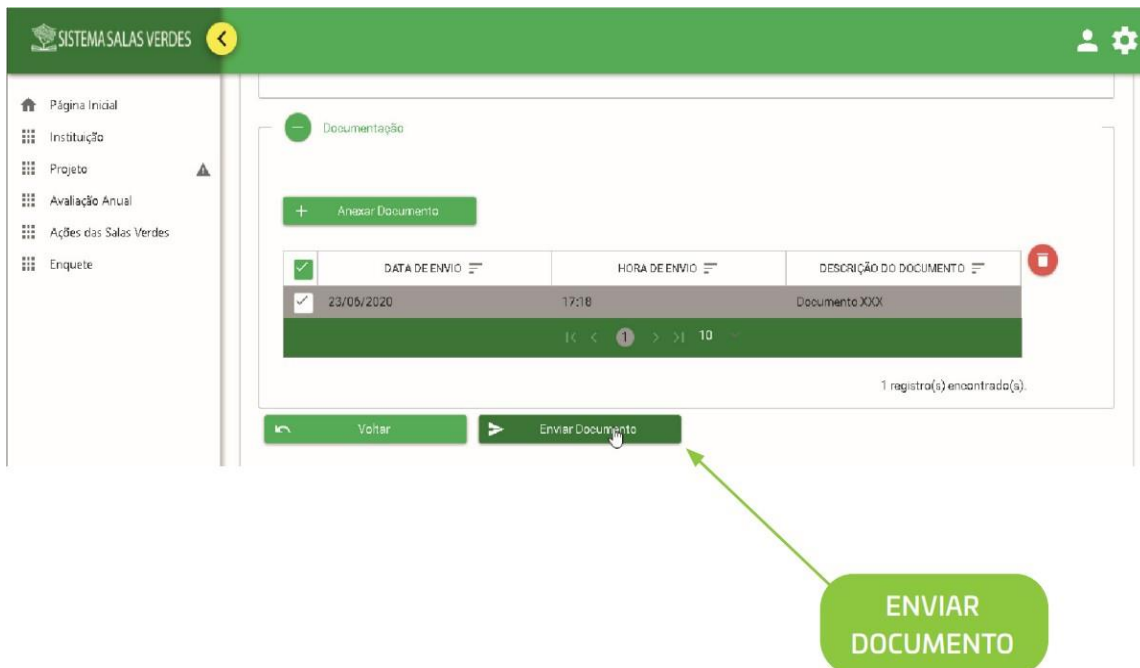 SISTEMA SALAS VERDES
Página Inicial
Instituição
Projeto
Avaliação Anual
Ações das Salas Verdes
Enquete
Documentação
+ Anexar Documento
DATA DE ENVIO HORA DE ENVIO DESCRIÇÃO DO DOCUMENTO
23/06/2020 17:18 Documento XXX
1 10
1 registro(s) encontrado(s).
Voltar Enviar Documento
ENVIAR
DOCUMENTO